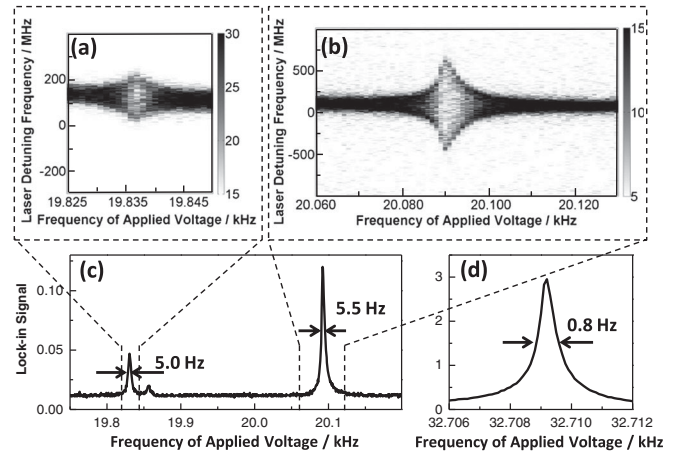 (a)
Laser Detuning Frequency / MHz
200
0
-200
19.825
19.835
19.845
Frequency of Applied Voltage / kHz
30
25
20
15
(b)
Laser Detuning Frequency / MHz
500
0
-500
20.060
20.080
20.100
20.120
Frequency of Applied Voltage / kHz
15
10
5
(c)
Lock-in Signal
0.10
0.05
0.00
5.0 Hz
5.5 Hz
19.8
19.9
20.0
20.1
Frequency of Applied Voltage / kHz
(d)
3
2
1
0
0.8 Hz
32.706
32.708
32.710
32.712
Frequency of Applied Voltage / kHz